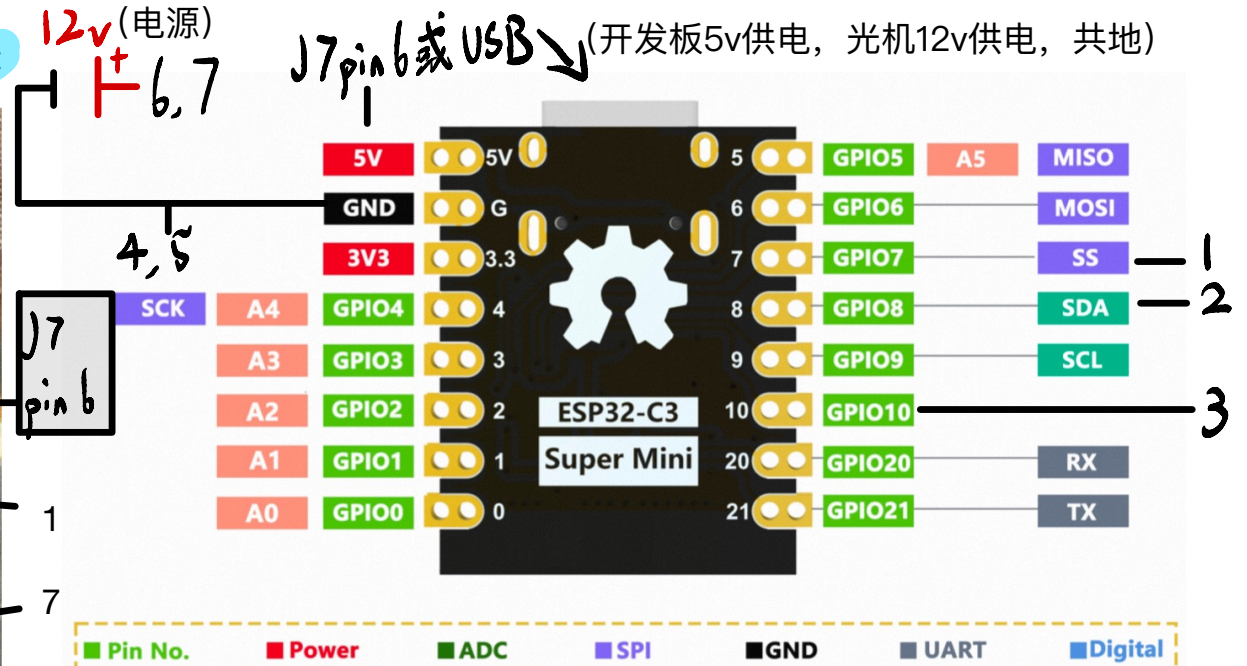 12v (电源)
+
6,7
J7pin6或USB (开发板5v供电，光机12v供电，共地)
5V 5V 5 GPIO5 A5 MISO
GND G 6 GPIO6 MOSI
4,5
3V3 3.3 7 GPIO7 SS 1
SCK A4 GPIO4 4 8 GPIO8 SDA 2
J7
pin6
A3 GPIO3 3 9 GPIO9 SCL
A2 GPIO2 2 ESP32-C3 10 GPIO10 3
A1 GPIO1 1 Super Mini 20 GPIO20 RX
A0 GPIO0 0 21 GPIO21 TX
1
7
Pin No. Power ADC SPI GND UART Digital